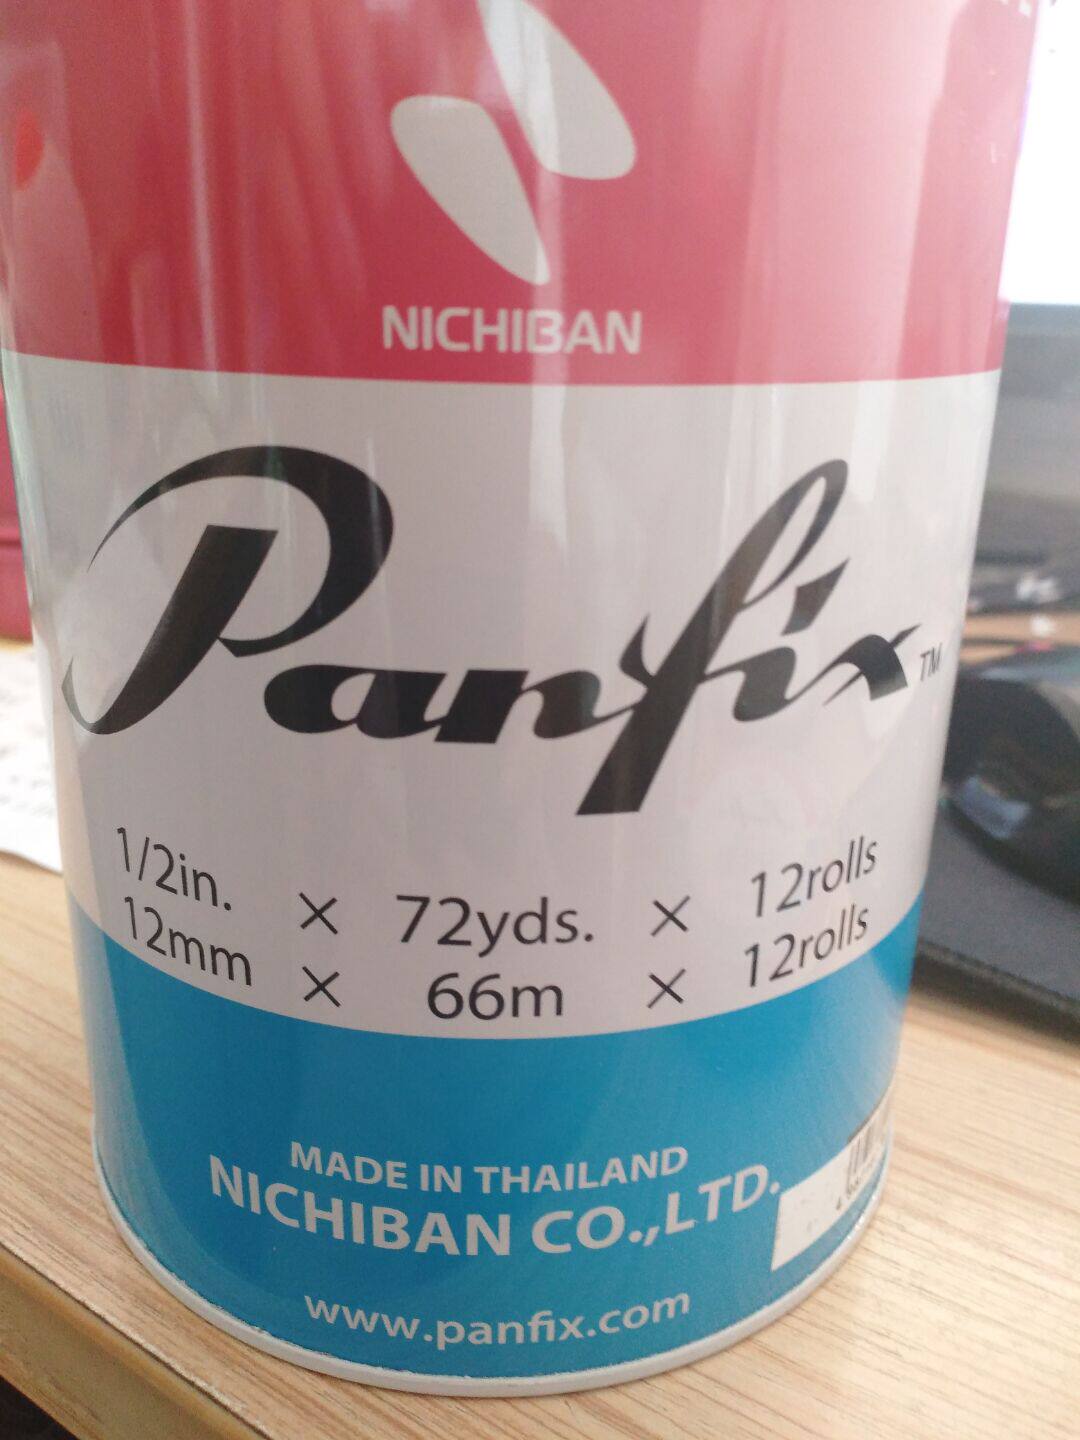 NICHIBAN
Panfix™
1/2in. × 72yds. × 12rolls
12mm × 66m × 12rolls
MADE IN THAILAND
NICHIBAN CO.,LTD.
www.panfix.com